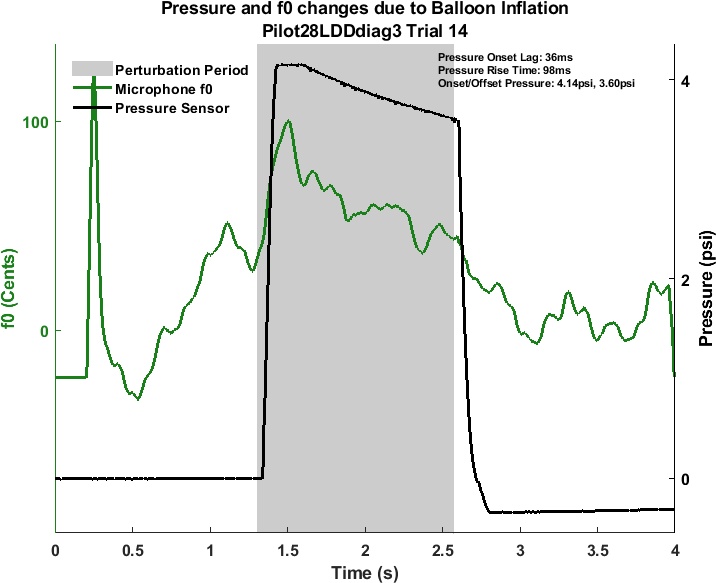 Pressure and f0 changes due to Balloon Inflation
Pilot28LDDdiag3 Trial 14
Pressure Onset Lag: 36ms
Pressure Rise Time: 98ms
Onset/Offset Pressure: 4.14psi, 3.60psi
Perturbation Period
Microphone f0
Pressure Sensor
100
0
f0 (Cents)
4
2
0
Pressure (psi)
0 0.5 1 1.5 2 2.5 3 3.5 4
Time (s)